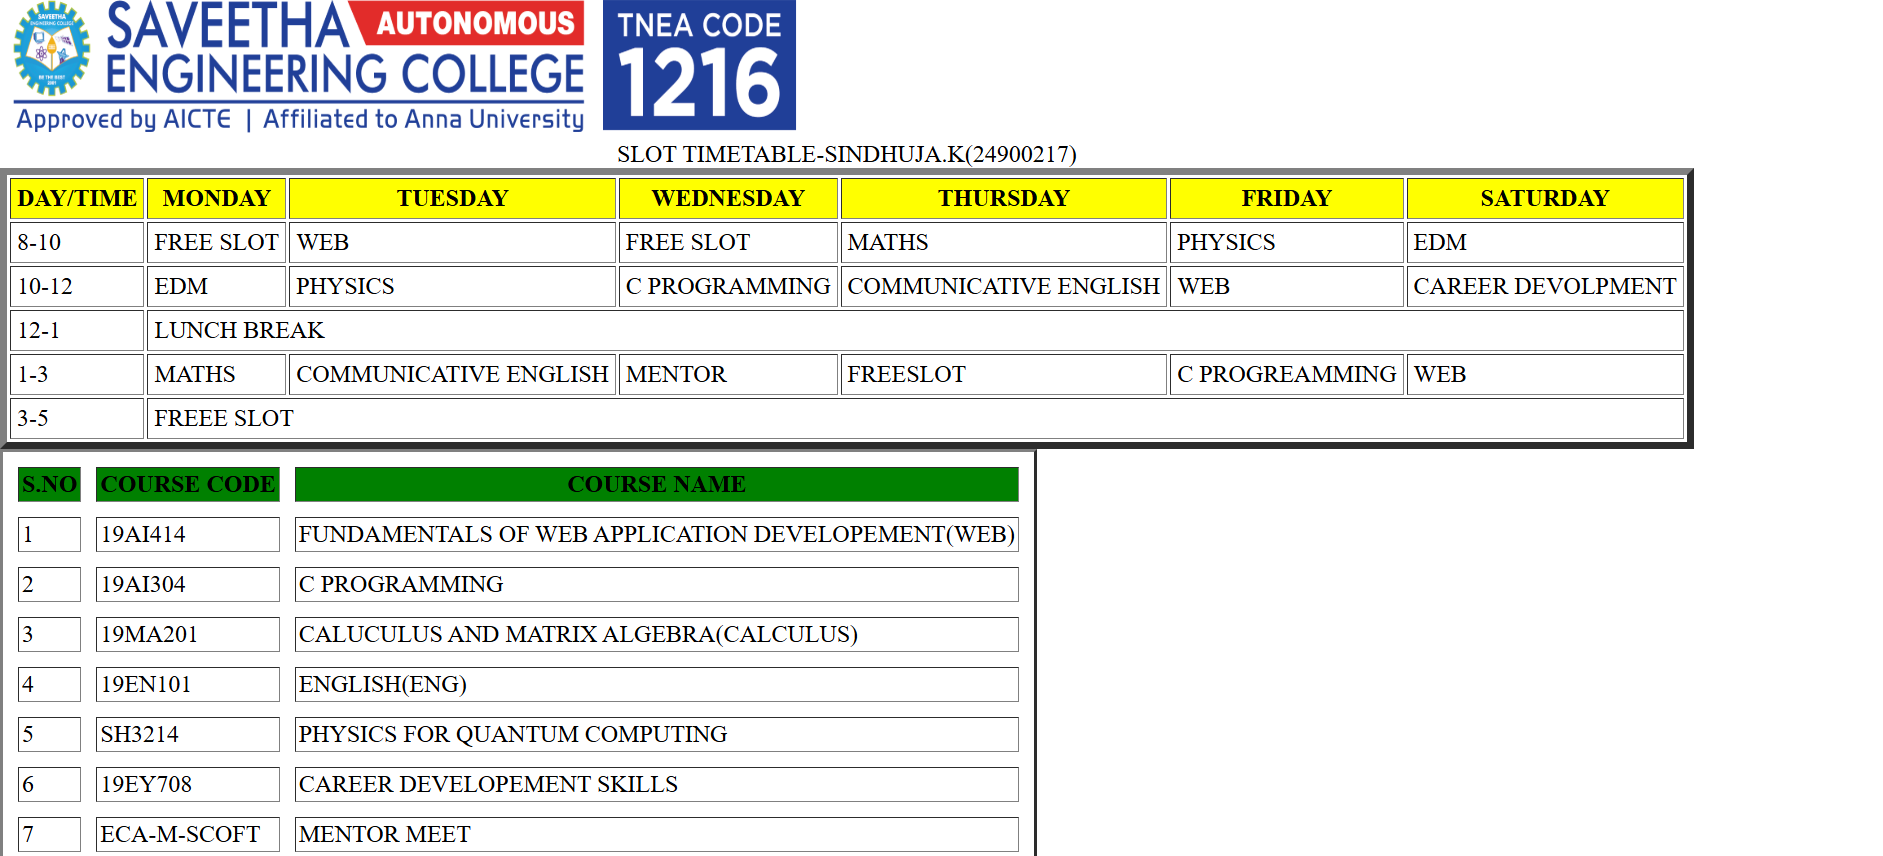 SAVEETHA AUTONOMOUS
ENGINEERING COLLEGE
Approved by AICTE | Affiliated to Anna University
TNEA CODE
1216
SAVEETHA
ENGINEERING COLLEGE
SLOT TIMETABLE-SINDHUJA.K(24900217)
DAY/TIME MONDAY TUESDAY WEDNESDAY THURSDAY FRIDAY SATURDAY
8-10 FREE SLOT WEB FREE SLOT MATHS PHYSICS EDM
10-12 EDM PHYSICS C PROGRAMMING COMMUNICATIVE ENGLISH WEB CAREER DEVOLPMENT
12-1 LUNCH BREAK
1-3 MATHS COMMUNICATIVE ENGLISH MENTOR FREESLOT C PROGREAMMING WEB
3-5 FREEE SLOT
S.NO COURSE CODE COURSE NAME
1 19AI414 FUNDAMENTALS OF WEB APPLICATION DEVELOPEMENT(WEB)
2 19AI304 C PROGRAMMING
3 19MA201 CALUCULUS AND MATRIX ALGEBRA(CALCULUS)
4 19EN101 ENGLISH(ENG)
5 SH3214 PHYSICS FOR QUANTUM COMPUTING
6 19EY708 CAREER DEVELOPEMENT SKILLS
7 ECA-M-SCOFT MENTOR MEET